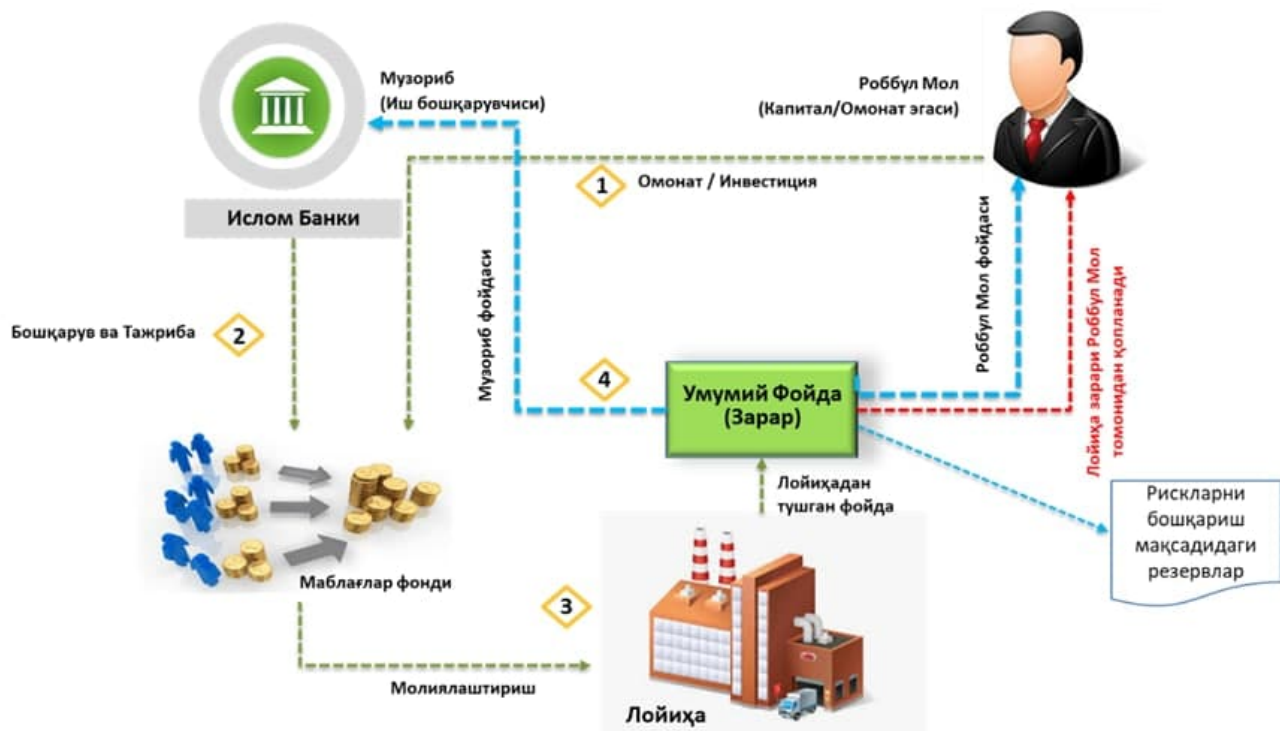 Музориб
(Иш бошқарувчиси)
Роббул Мол
(Капитал/Омонат эгаси)
1
Омонат / Инвестиция
Ислом Банки
Бошқарув ва Тажриба
2
Музориб фойдаси
Роббул Мол фойдаси
Лойиҳа зарари Роббул Мол
томонидан қопланади
4
Умумий Фойда
(Зарар)
Лойиҳадан
тушган фойда
Рискларни
бошқариш
мақсадидаги
резервлар
Маблағлар фонди
3
Молиялаштириш
Лойиҳа